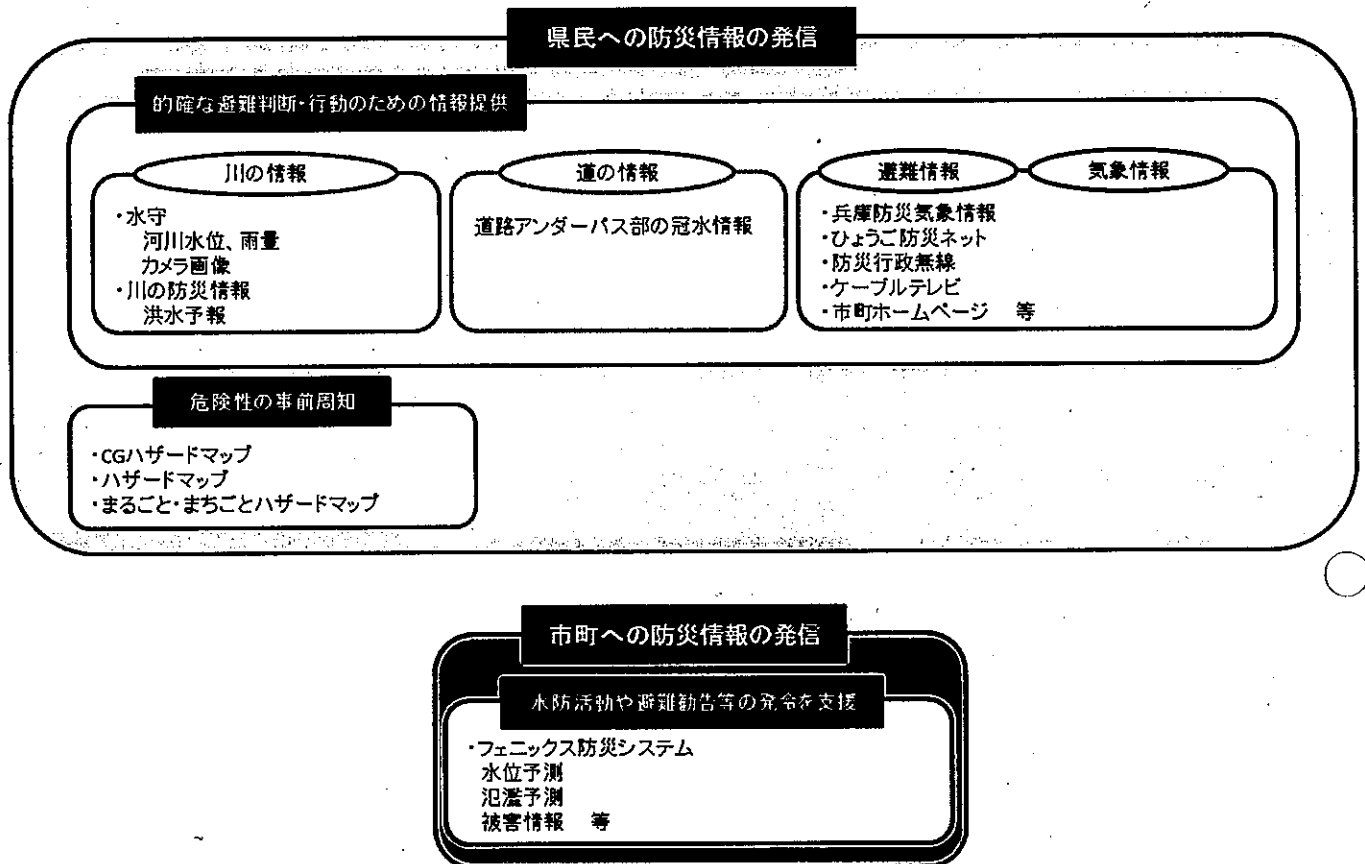 県民への防災情報の発信
的確な避難判断・行動のための情報提供
川の情報
・水守
河川水位、雨量
カメラ画像
・川の防災情報
洪水予報
道の情報
道路アンダーパス部の冠水情報
避難情報
気象情報
・兵庫防災気象情報
・ひょうご防災ネット
・防災行政無線
・ケーブルテレビ
・市町ホームページ　等
危険性の事前周知
・CGハザードマップ
・ハザードマップ
・まるごと・まちごとハザードマップ
市町への防災情報の発信
水防活動や避難勧告等の発令を支援
・フェニックス防災システム
水位予測
氾濫予測
被害情報　等